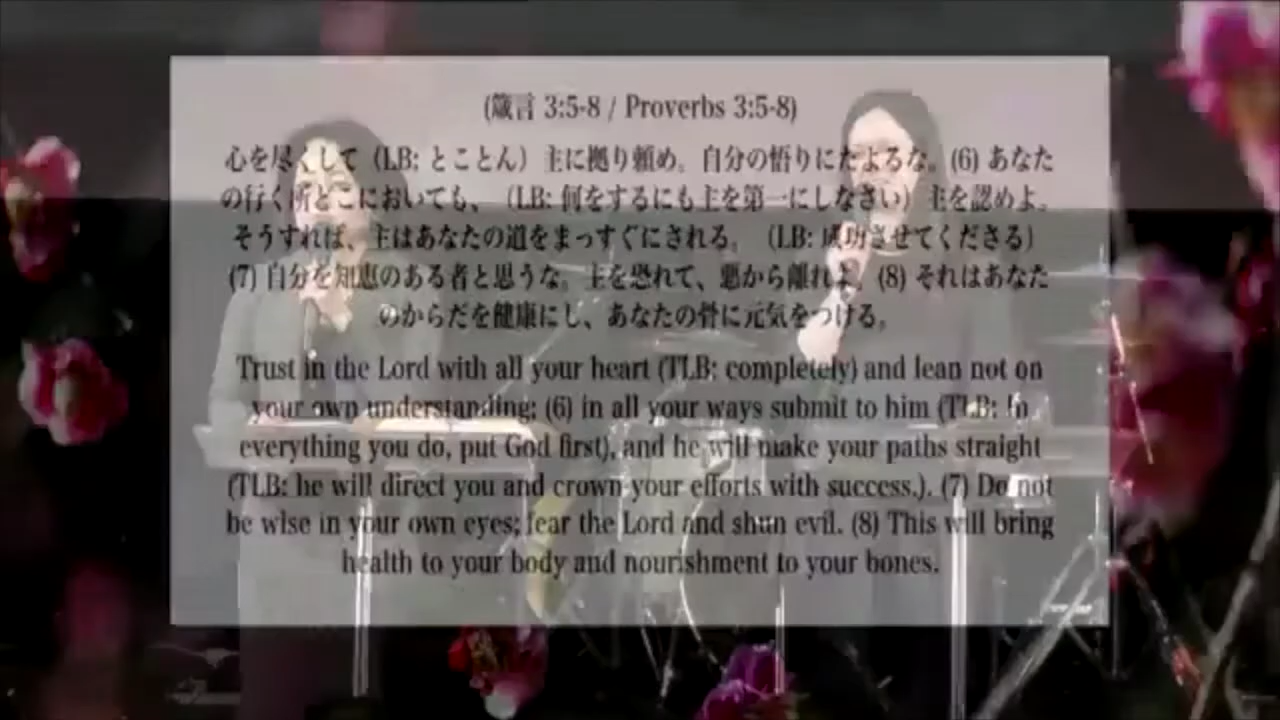 (箴言 3:5-8 / Proverbs 3:5-8)
心を尽くして（LB: とことん）主に拠り頼め。自分の悟りにたよるな。(6) あなた
の行く所どこにおいても、（LB: 何をするにも主を第一にしなさい）主を認めよ。
そうすれば、主はあなたの道をまっすぐにされる。（LB: 成功させてくださる）
(7) 自分を知恵のある者と思うな。主を恐れて、悪から離れよ。(8) それはあなた
のからだを健康にし、あなたの骨に元気をつける。
Trust in the Lord with all your heart (TLB: completely) and lean not on
your own understanding; (6) in all your ways submit to him (TLB: In
everything you do, put God first), and he will make your paths straight
(TLB: he will direct you and crown your efforts with success.). (7) Do not
be wise in your own eyes; fear the Lord and shun evil. (8) This will bring
health to your body and nourishment to your bones.